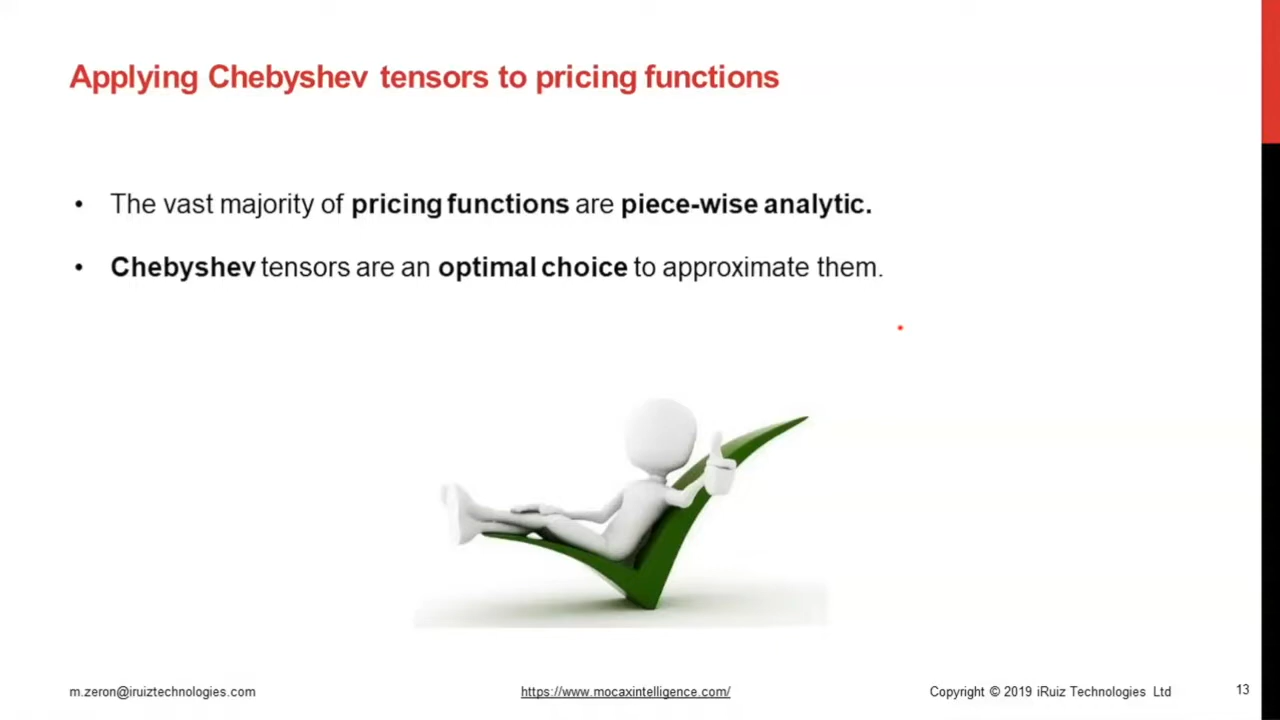 Applying Chebyshev tensors to pricing functions
• The vast majority of pricing functions are piece-wise analytic.
• Chebyshev tensors are an optimal choice to approximate them.
m.zeron@iruiztechnologies.com https://www.mocaxintelligence.com/ Copyright © 2019 iRuiz Technologies Ltd 13